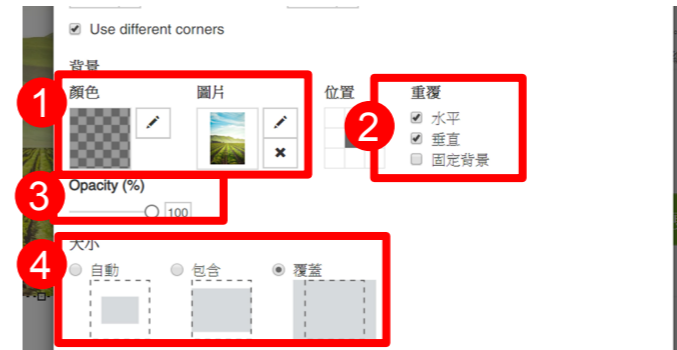 Use different corners
背景
1
顏色
圖片
位置
重覆
2
水平
垂直
固定背景
3
Opacity (%)
100
大小
4
自動
包含
覆蓋